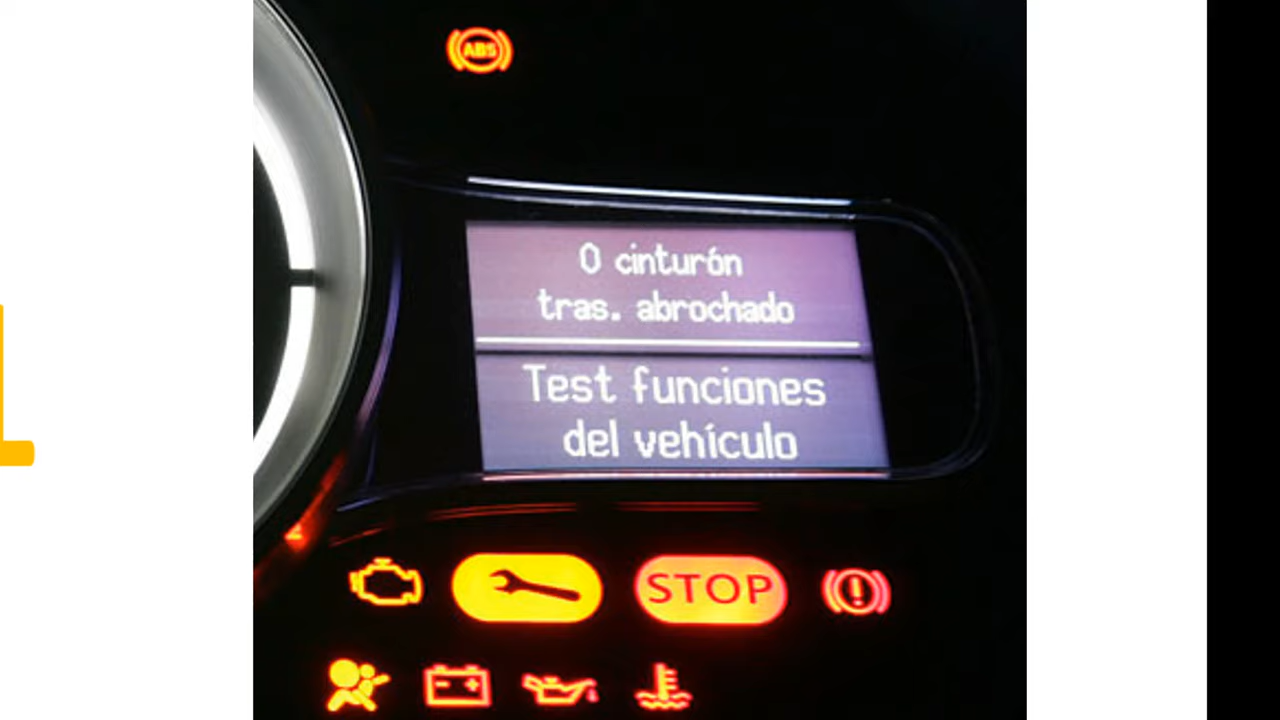 ABS
0 cinturón
tras. abrochado
Test funciones
del vehículo
STOP